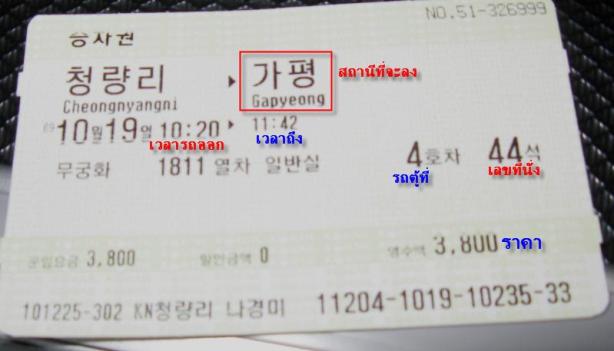 NO.51-326999
승차권
청량리 ▸ 가평 สถานีที่จะลง
Cheongnyangni Gapyeong
10월19일 10:20 ▸ 11:42
เวลารถออก เวลาถึง
무궁화 1811 열차 일반실 4호차 44석
รถตู้ที่ เลขที่นั่ง
운임요금 3,800 할인금액 0 영수액 3,800 ราคา
101225-302 KN청량리 나경미 11204-1019-10235-33